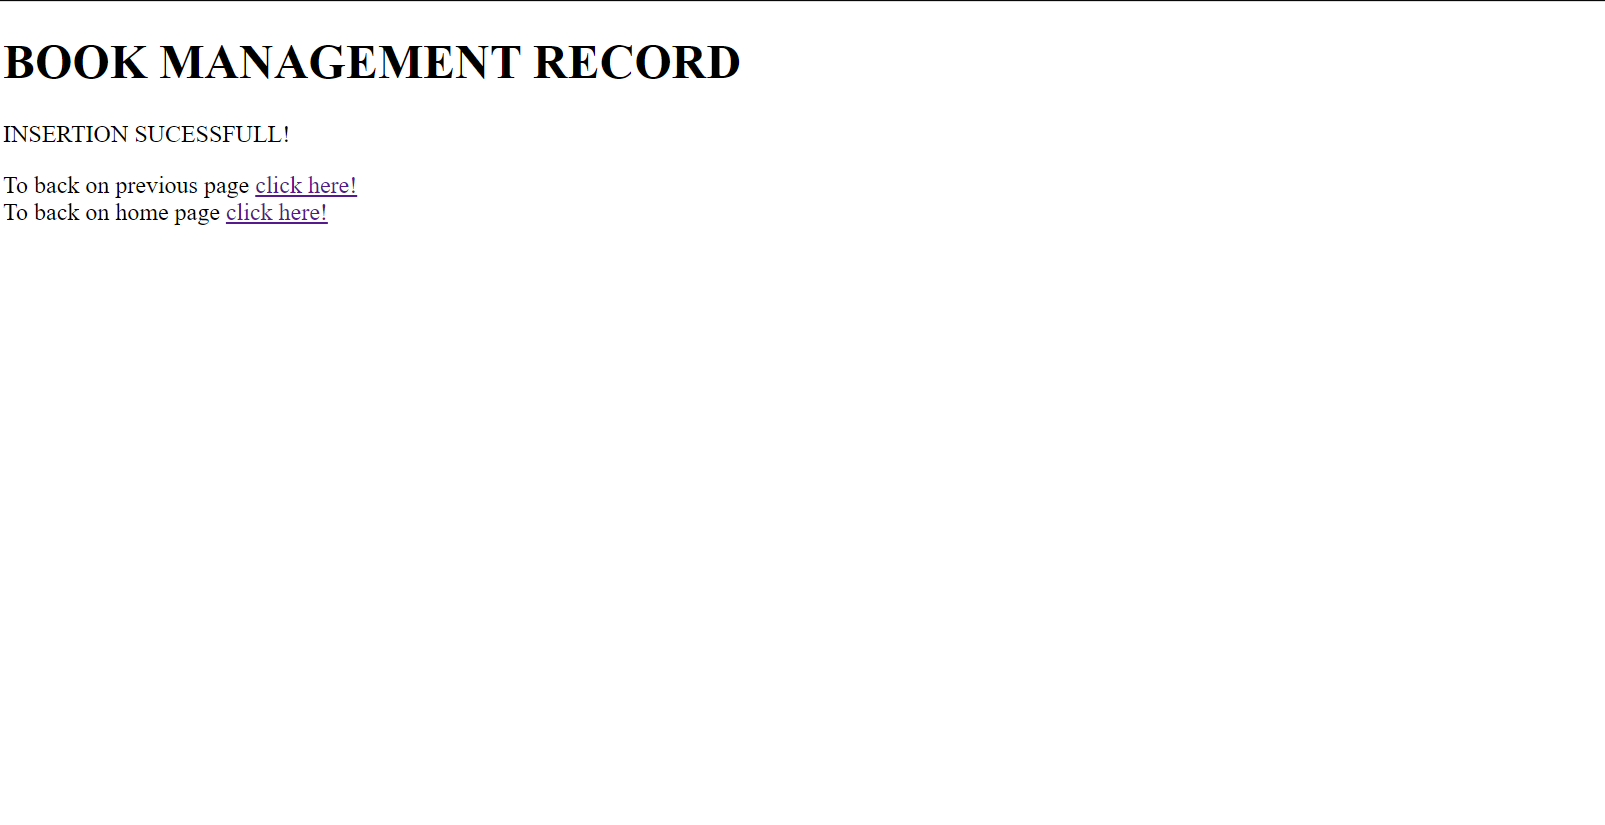 BOOK MANAGEMENT RECORD
INSERTION SUCESSFULL!
To back on previous page click here!
To back on home page click here!